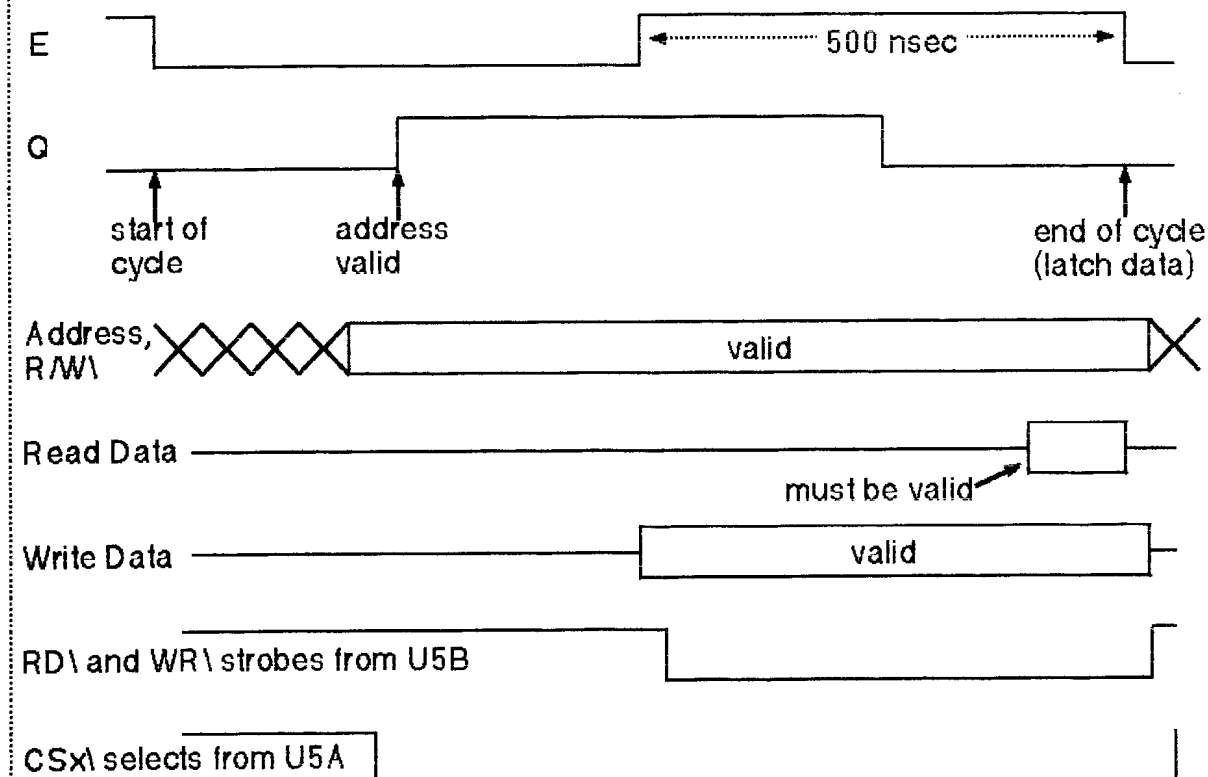 E
500 nsec
Q
start of
cycle
address
valid
end of cycle
(latch data)
Address,
R/W\
valid
Read Data
must be valid
Write Data
valid
RD\ and WR\ strobes from U5B
CSx\ selects from U5A